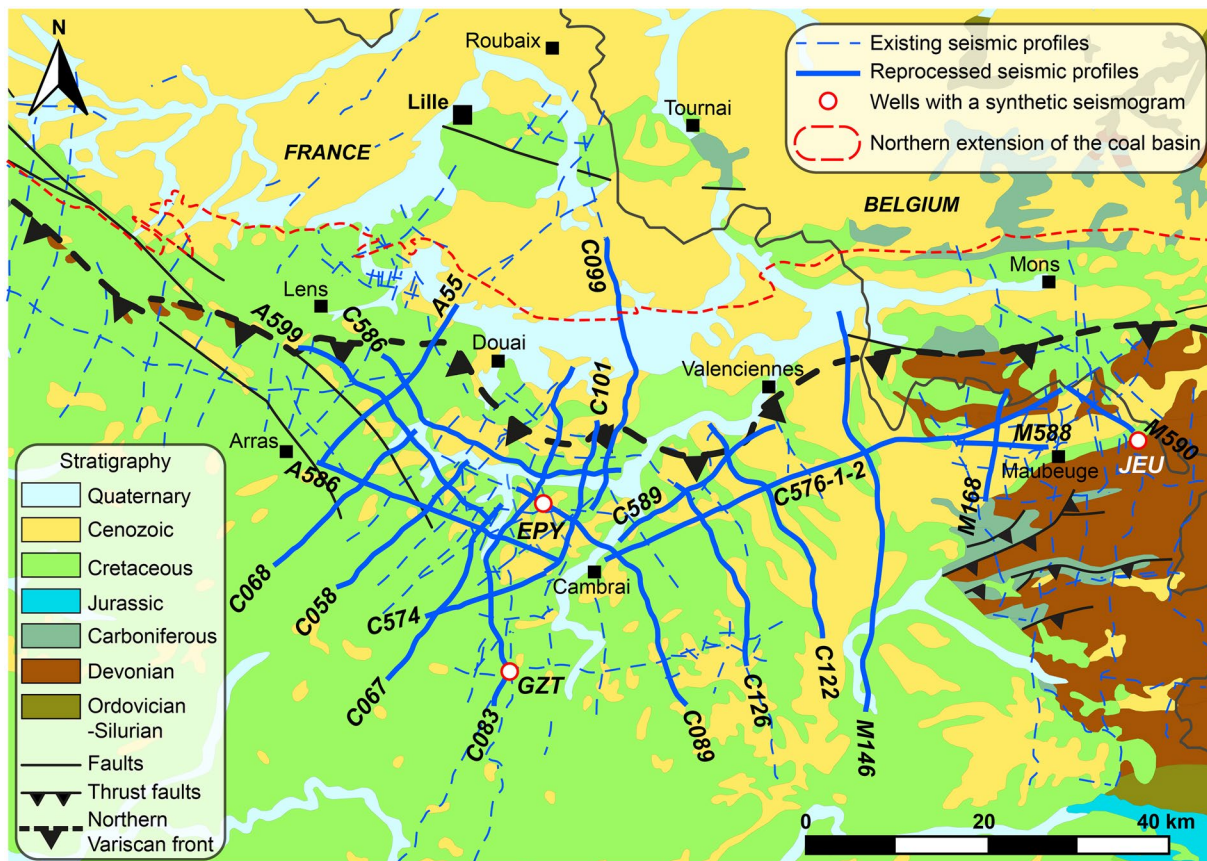 N
Roubaix
Lille
Tournai
FRANCE
BELGIUM
Existing seismic profiles
Reprocessed seismic profiles
Wells with a synthetic seismogram
Northern extension of the coal basin
C099
Mons
Lens
A55
A599
C586
Douai
C101
Valenciennes
Arras
A586
M588
M590
Maubeuge
JEU
C589
C576-1-2
M168
EPY
Cambrai
C068
C058
C574
C067
GZT
C083
C089
C126
C122
M146
Stratigraphy
Quaternary
Cenozoic
Cretaceous
Jurassic
Carboniferous
Devonian
Ordovician
-Silurian
Faults
Thrust faults
Northern
Variscan front
0 20 40 km